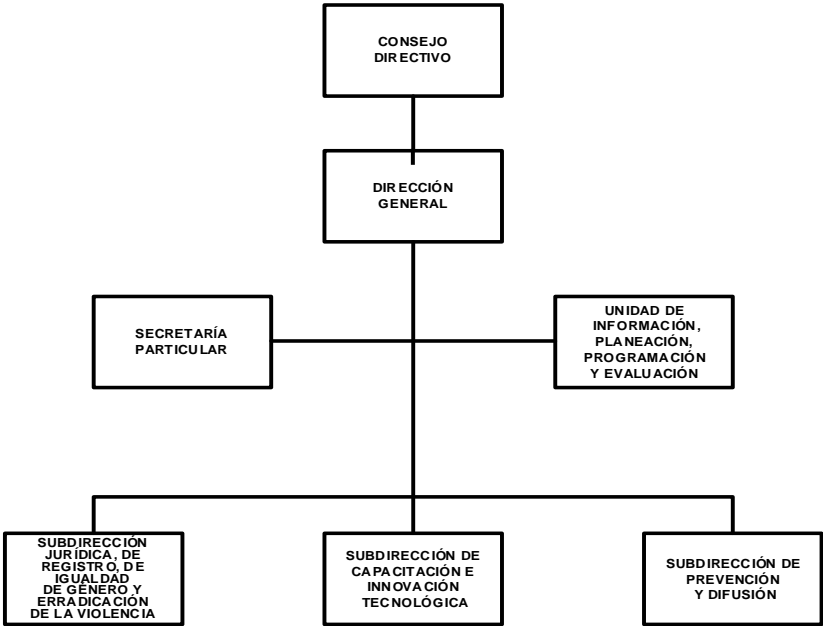 CONSEJO
DIRECTIVO
DIRECCIÓN
GENERAL
SECRETARÍA
PARTICULAR
UNIDAD DE
INFORMACIÓN,
PLANEACIÓN,
PROGRAMACIÓN
Y EVALUACIÓN
SUBDIRECCIÓN
JURÍDICA, DE
REGISTRO, DE
IGUALDAD
DE GÉNERO Y
ERRADICACIÓN
DE LA VIOLENCIA
SUBDIRECCIÓN DE
CAPACITACIÓN E
INNOVACIÓN
TECNOLÓGICA
SUBDIRECCIÓN DE
PREVENCIÓN
Y DIFUSIÓN